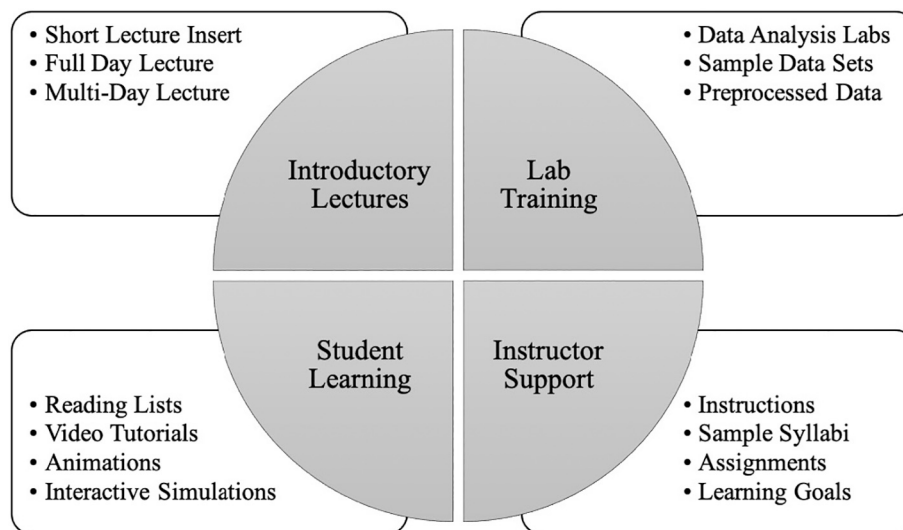 • Short Lecture Insert
• Full Day Lecture
• Multi-Day Lecture
• Data Analysis Labs
• Sample Data Sets
• Preprocessed Data
Introductory
Lectures
Lab
Training
Student
Learning
Instructor
Support
• Reading Lists
• Video Tutorials
• Animations
• Interactive Simulations
• Instructions
• Sample Syllabi
• Assignments
• Learning Goals